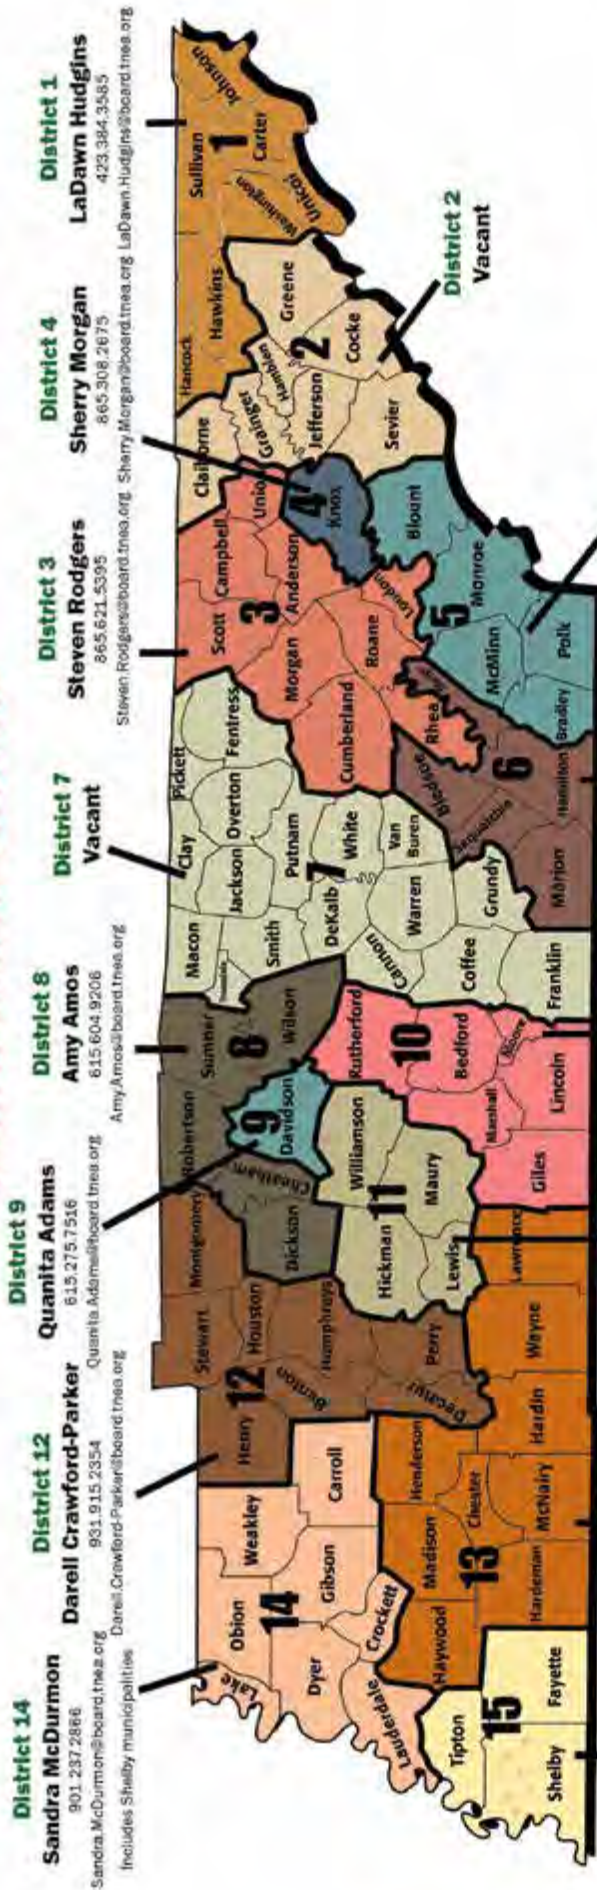 District 14
Sandra McDurmon
901.237.2866
Sandra.McDurmon@board.tnea.org
Includes Shelby municipalities
District 12
Darell Crawford-Parker
931.915.2354
Darell.Crawford-Parker@board.tnea.org
District 9
Quanita Adams
615.275.7516
Quanita.Adams@board.tnea.org
District 8
Amy Amos
615.604.9206
Amy.Amos@board.tnea.org
District 7
Vacant
District 3
Steven Rodgers
865.621.5395
Steven.Rodgers@board.tnea.org
District 4
Sherry Morgan
865.308.2675
Sherry.Morgan@board.tnea.org
District 1
LaDawn Hudgins
423.384.3585
LaDawn.Hudgins@board.tnea.org
District 2
Vacant
Lake
Obion
Weakley
14
Dyer
Gibson
Carroll
Crockett
Lauderdale
Tipton
15
Shelby
Fayette
Haywood
Madison
Henderson
13
Chester
Hardeman
McNairy
Hardin
Wayne
Lawrence
Henry
12
Stewart
Montgomery
Houston
Benton
Humphreys
Perry
Decatur
Robertson
Sumner
8
Wilson
Cheatham
Dickson
9
Davidson
Williamson
11
Hickman
Maury
Lewis
Rutherford
10
Bedford
Moore
Marshall
Lincoln
Giles
Macon
Clay
Pickett
Jackson
Overton
Fentress
Smith
Putnam
DeKalb
7
White
Cannon
Warren
Van
Buren
Coffee
Grundy
Franklin
Scott
Campbell
Union
3
Anderson
Morgan
Cumberland
Roane
Loudon
Rhea
Bledsoe
Sequatchie
6
Marion
Hamilton
4
Knox
Blount
5
Monroe
McMinn
Bradley
Polk
Claiborne
Grainger
Hamblen
Jefferson
Greene
2
Cocke
Sevier
Hancock
Hawkins
Sullivan
Johnson
1
Carter
Washington
Unicoi